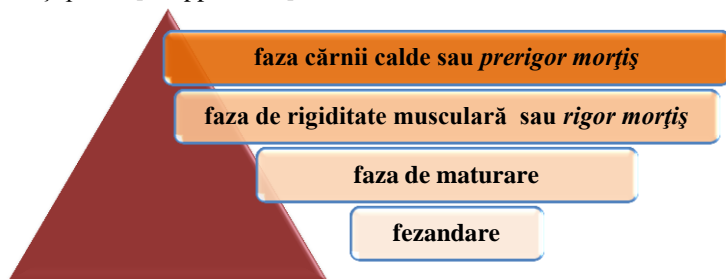 faza cărnii calde sau prerigor morţiş
faza de rigiditate musculară sau rigor morţiş
faza de maturare
fezandare